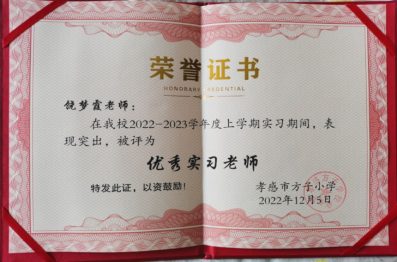 荣誉证书
HONORARY CREDENTIAL
饶梦霞老师：
在我校2022-2023学年度上学期实习期间，表
现突出，被评为
优秀实习老师
特发此证，以资鼓励！
孝感市方子小学
2022年12月5日